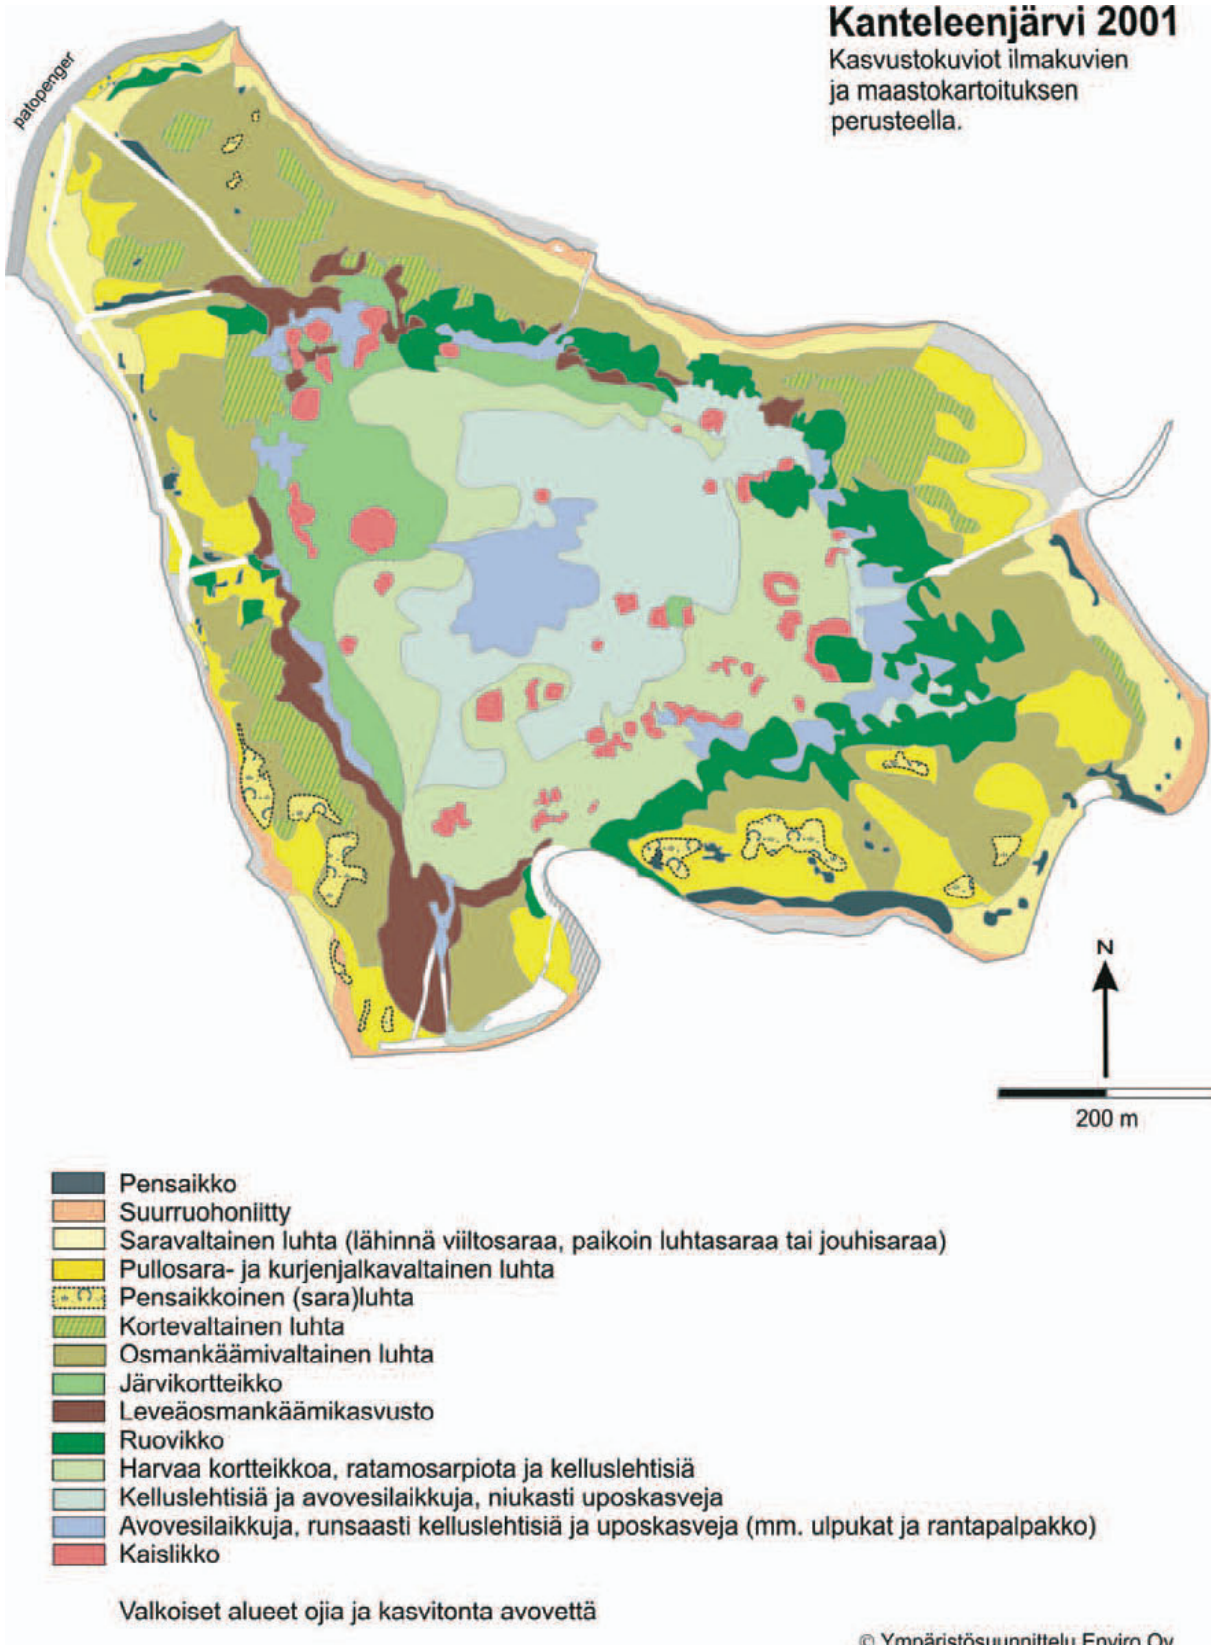 Kanteleenjärvi 2001
Kasvustokuviot ilmakuvien
ja maastokartoituksen
perusteella.
patopenger
N
200 m
Pensaikko
Suurruohoniitty
Saravaltainen luhta (lähinnä viiltosaraa, paikoin luhtasaraa tai jouhisaraa)
Pullosara- ja kurjenjalkavaltainen luhta
Pensaikkoinen (sara)luhta
Kortevaltainen luhta
Osmankäämivaltainen luhta
Järvikortteikko
Leveäosmankäämikasvusto
Ruovikko
Harvaa kortteikkoa, ratamosarpiota ja kelluslehtisiä
Kelluslehtisiä ja avovesilaikkuja, niukasti uposkasveja
Avovesilaikkuja, runsaasti kelluslehtisiä ja uposkasveja (mm. ulpukat ja rantapalpakko)
Kaislikko
Valkoiset alueet ojia ja kasvitonta avovettä
© Ympäristösuunnittelu Enviro Oy